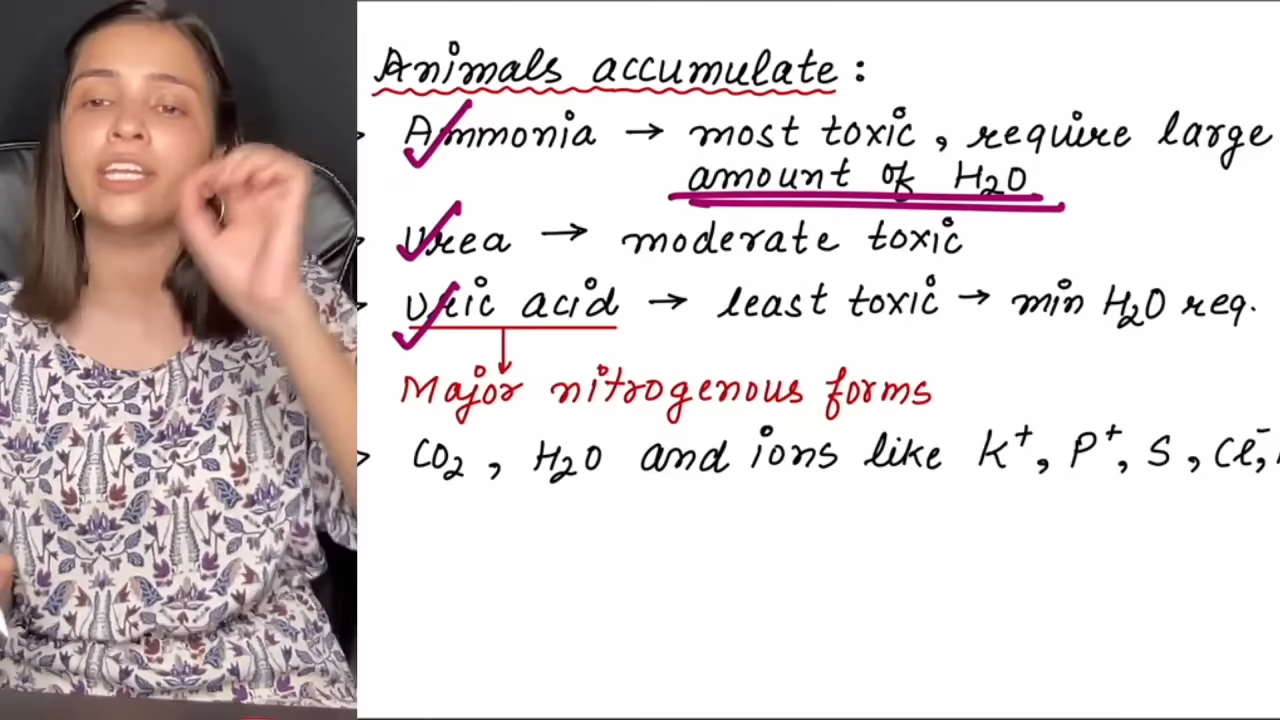 Animals accumulate :
> Ammonia → most toxic, require large
amount of H2O
> Urea → moderate toxic
> Uric acid → least toxic → min H2O req.
Major nitrogenous forms
> CO2, H2O and ions like K+, P+, S, Cl-,